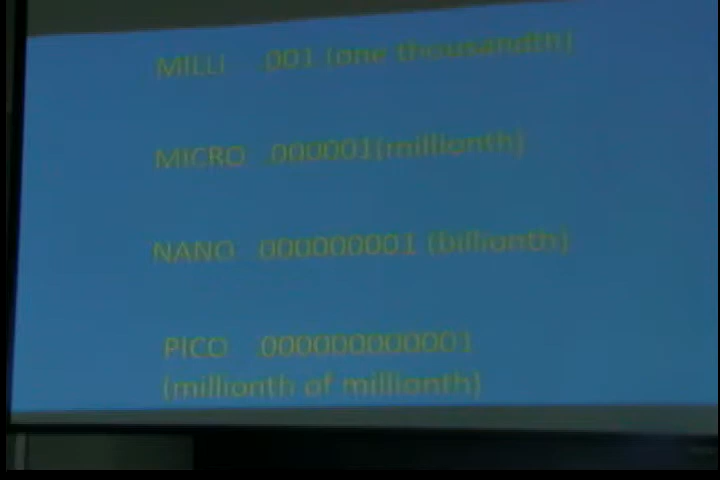 MILLI .001 (one thousandth)
MICRO .000001(millionth)
NANO .000000001 (billionth)
PICO .000000000001
(millionth of millionth)